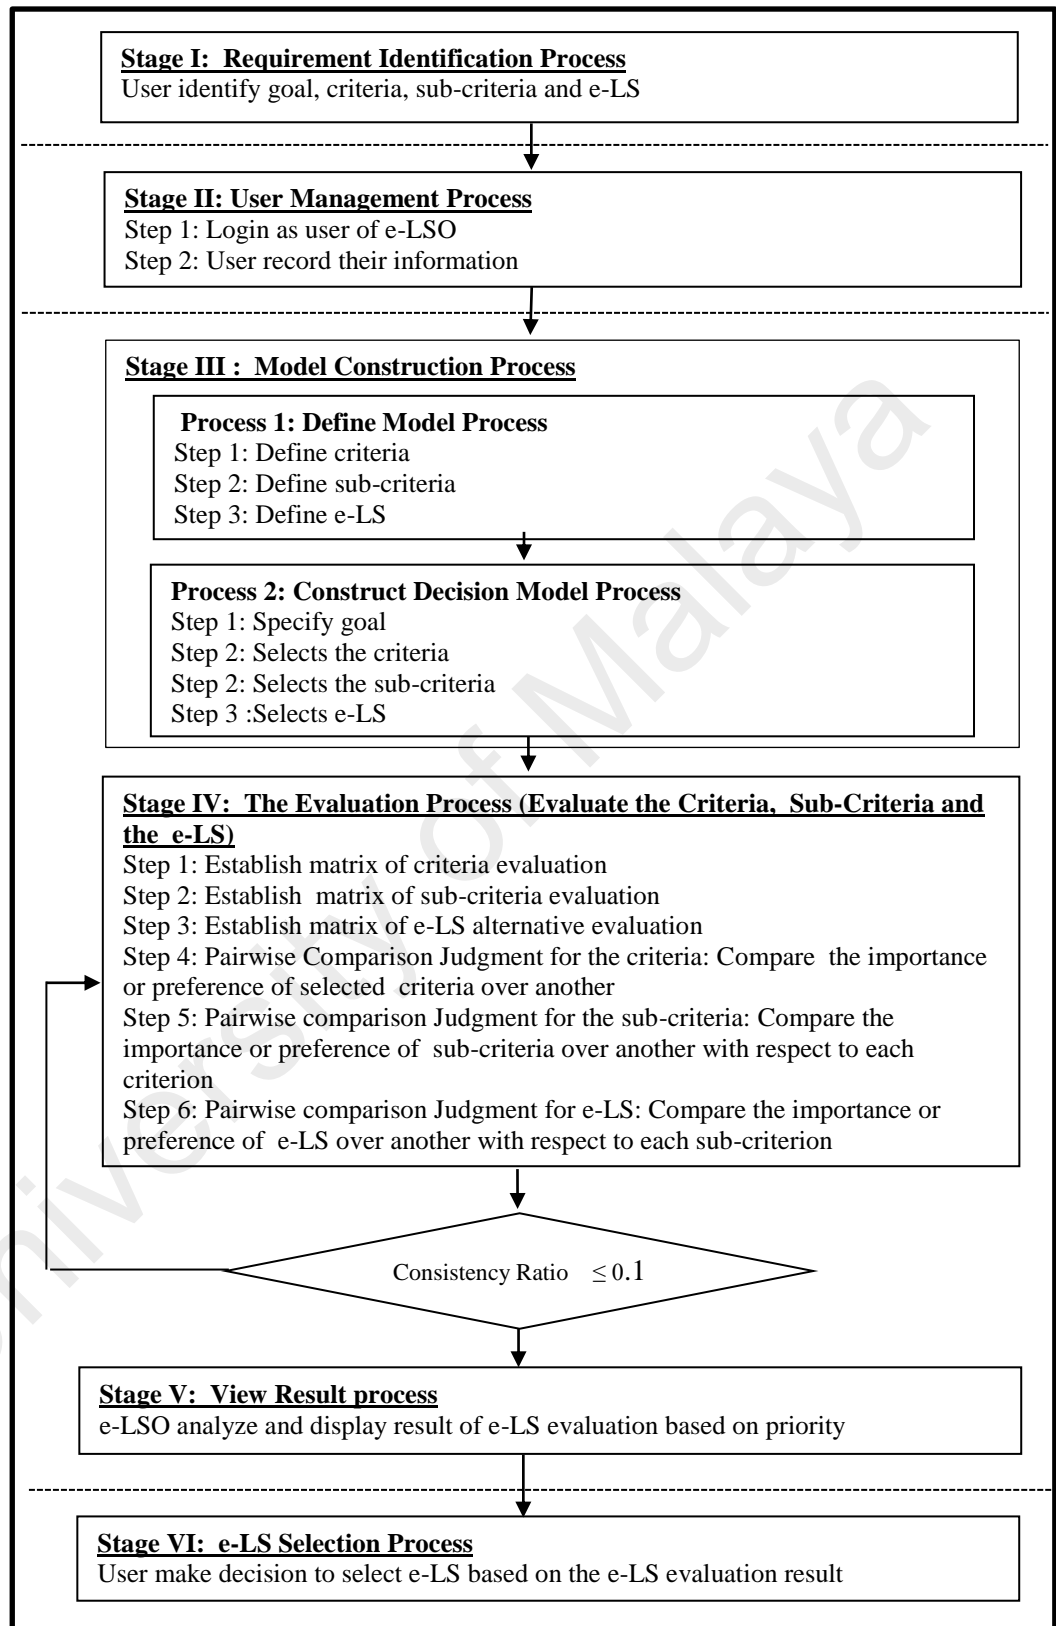 Stage I: Requirement Identification Process
User identify goal, criteria, sub-criteria and e-LS
Stage II: User Management Process
Step 1: Login as user of e-LSO
Step 2: User record their information
Stage III : Model Construction Process
Process 1: Define Model Process
Step 1: Define criteria
Step 2: Define sub-criteria
Step 3: Define e-LS
Process 2: Construct Decision Model Process
Step 1: Specify goal
Step 2: Selects the criteria
Step 2: Selects the sub-criteria
Step 3 :Selects e-LS
Stage IV: The Evaluation Process (Evaluate the Criteria, Sub-Criteria and
the e-LS)
Step 1: Establish matrix of criteria evaluation
Step 2: Establish matrix of sub-criteria evaluation
Step 3: Establish matrix of e-LS alternative evaluation
Step 4: Pairwise Comparison Judgment for the criteria: Compare the importance
or preference of selected criteria over another
Step 5: Pairwise comparison Judgment for the sub-criteria: Compare the
importance or preference of sub-criteria over another with respect to each
criterion
Step 6: Pairwise comparison Judgment for e-LS: Compare the importance or
preference of e-LS over another with respect to each sub-criterion
Consistency Ratio ≤ 0.1
Stage V: View Result process
e-LSO analyze and display result of e-LS evaluation based on priority
Stage VI: e-LS Selection Process
User make decision to select e-LS based on the e-LS evaluation result
University of Malaya